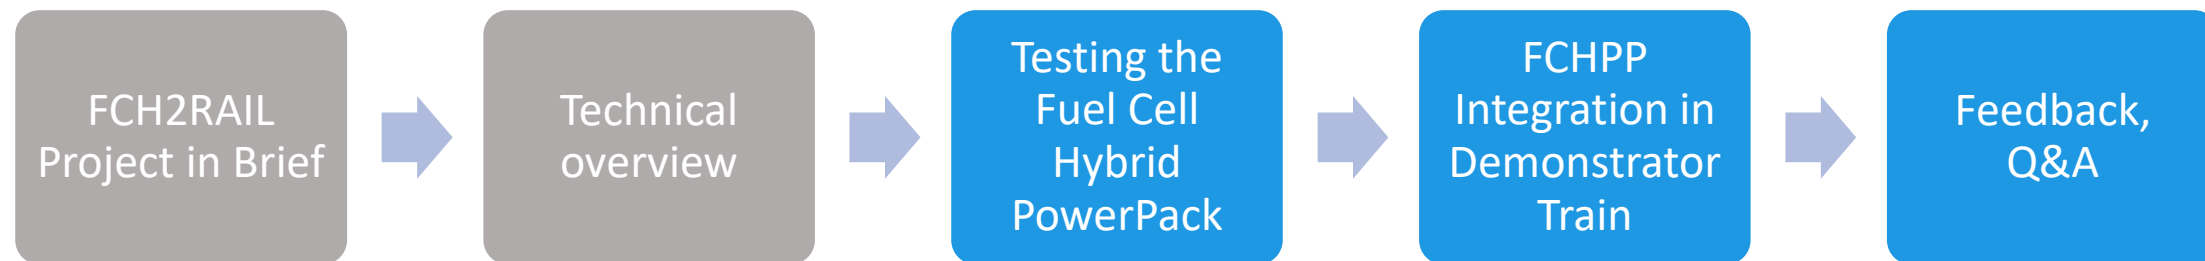 FCH2RAIL
Project in Brief
Technical
overview
Testing the
Fuel Cell
Hybrid
PowerPack
FCHPP
Integration in
Demonstrator
Train
Feedback,
Q&A